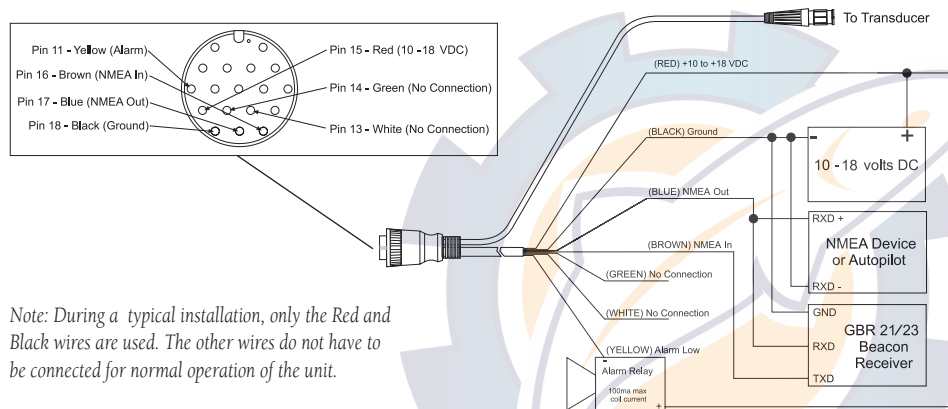 Pin 11 - Yellow (Alarm)
Pin 16 - Brown (NMEA In)
Pin 17 - Blue (NMEA Out)
Pin 18 - Black (Ground)
Pin 15 - Red (10 -18 VDC)
Pin 14 - Green (No Connection)
Pin 13 - White (No Connection)
To Transducer
(RED) +10 to +18 VDC
(BLACK) Ground
(BLUE) NMEA Out
(BROWN) NMEA In
(GREEN) No Connection
(WHITE) No Connection
(YELLOW) Alarm Low
- +
10 - 18 volts DC
RXD +
NMEA Device
or Autopilot
RXD -
GND
GBR 21/23
RXD Beacon
Receiver
TXD
-
Alarm Relay
100ma max
coil current
+
Note: During a typical installation, only the Red and
Black wires are used. The other wires do not have to
be connected for normal operation of the unit.